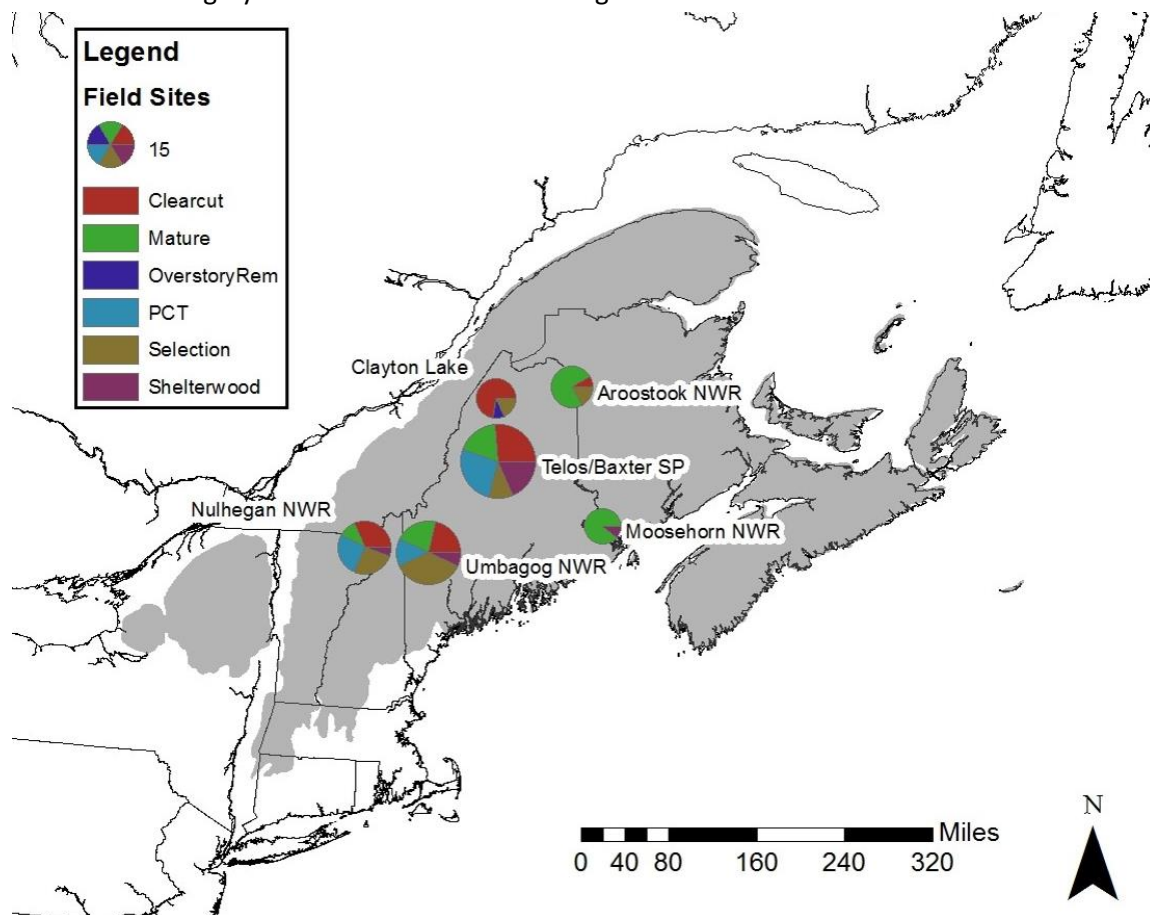 Legend
Field Sites
15
Clearcut
Mature
OverstoryRem
PCT
Selection
Shelterwood
Clayton Lake
Aroostook NWR
Telos/Baxter SP
Nulhegan NWR
Moosehorn NWR
Umbagog NWR
N
Miles
0 40 80 160 240 320